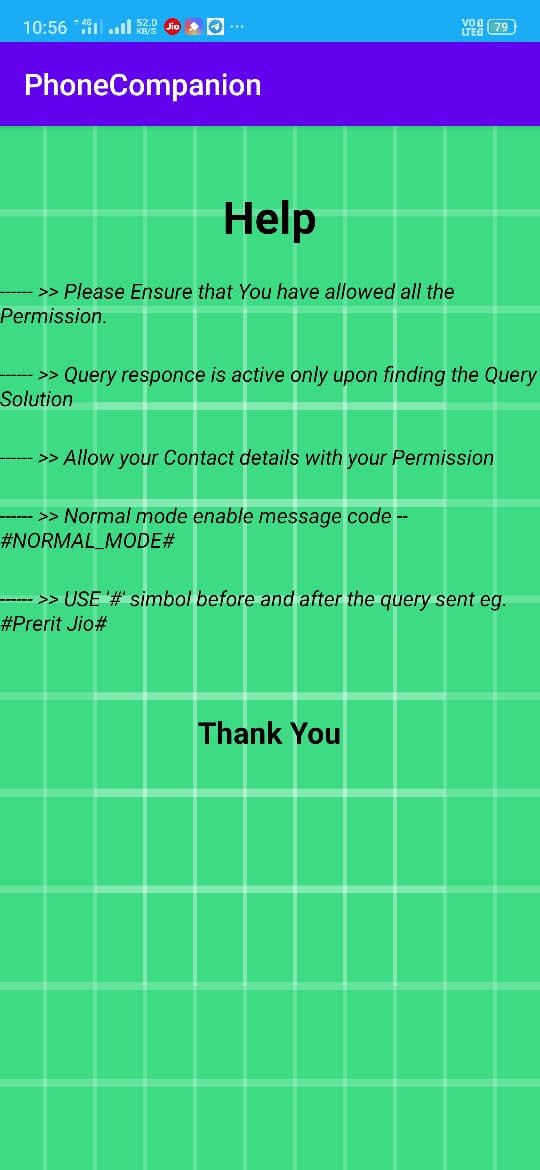 10:56 4G 52.0 KB/S Jio ... VO LTE 79
PhoneCompanion
Help
------ >> Please Ensure that You have allowed all the
Permission.
------ >> Query responce is active only upon finding the Query
Solution
------ >> Allow your Contact details with your Permission
------ >> Normal mode enable message code --
#NORMAL_MODE#
------ >> USE '#' simbol before and after the query sent eg.
#Prerit Jio#
Thank You